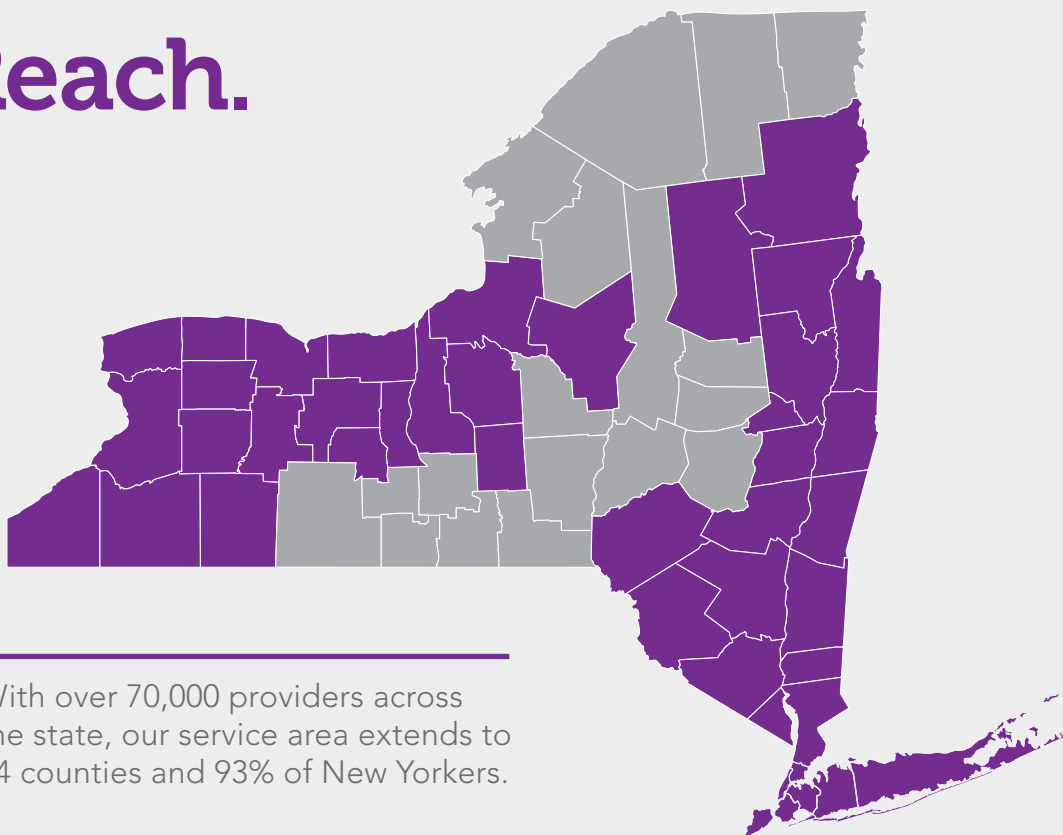 Reach.
With over 70,000 providers across
the state, our service area extends to
4 counties and 93% of New Yorkers.